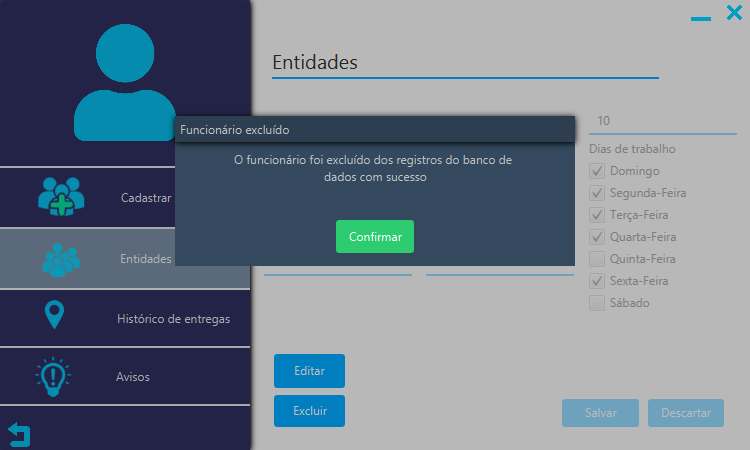 Entidades
Funcionário excluído
O funcionário foi excluído dos registros do banco de
dados com sucesso
Confirmar
Cadastrar
Entidades
Histórico de entregas
Avisos
10
Dias de trabalho
Domingo
Segunda-Feira
Terça-Feira
Quarta-Feira
Quinta-Feira
Sexta-Feira
Sábado
Editar
Excluir
Salvar
Descartar